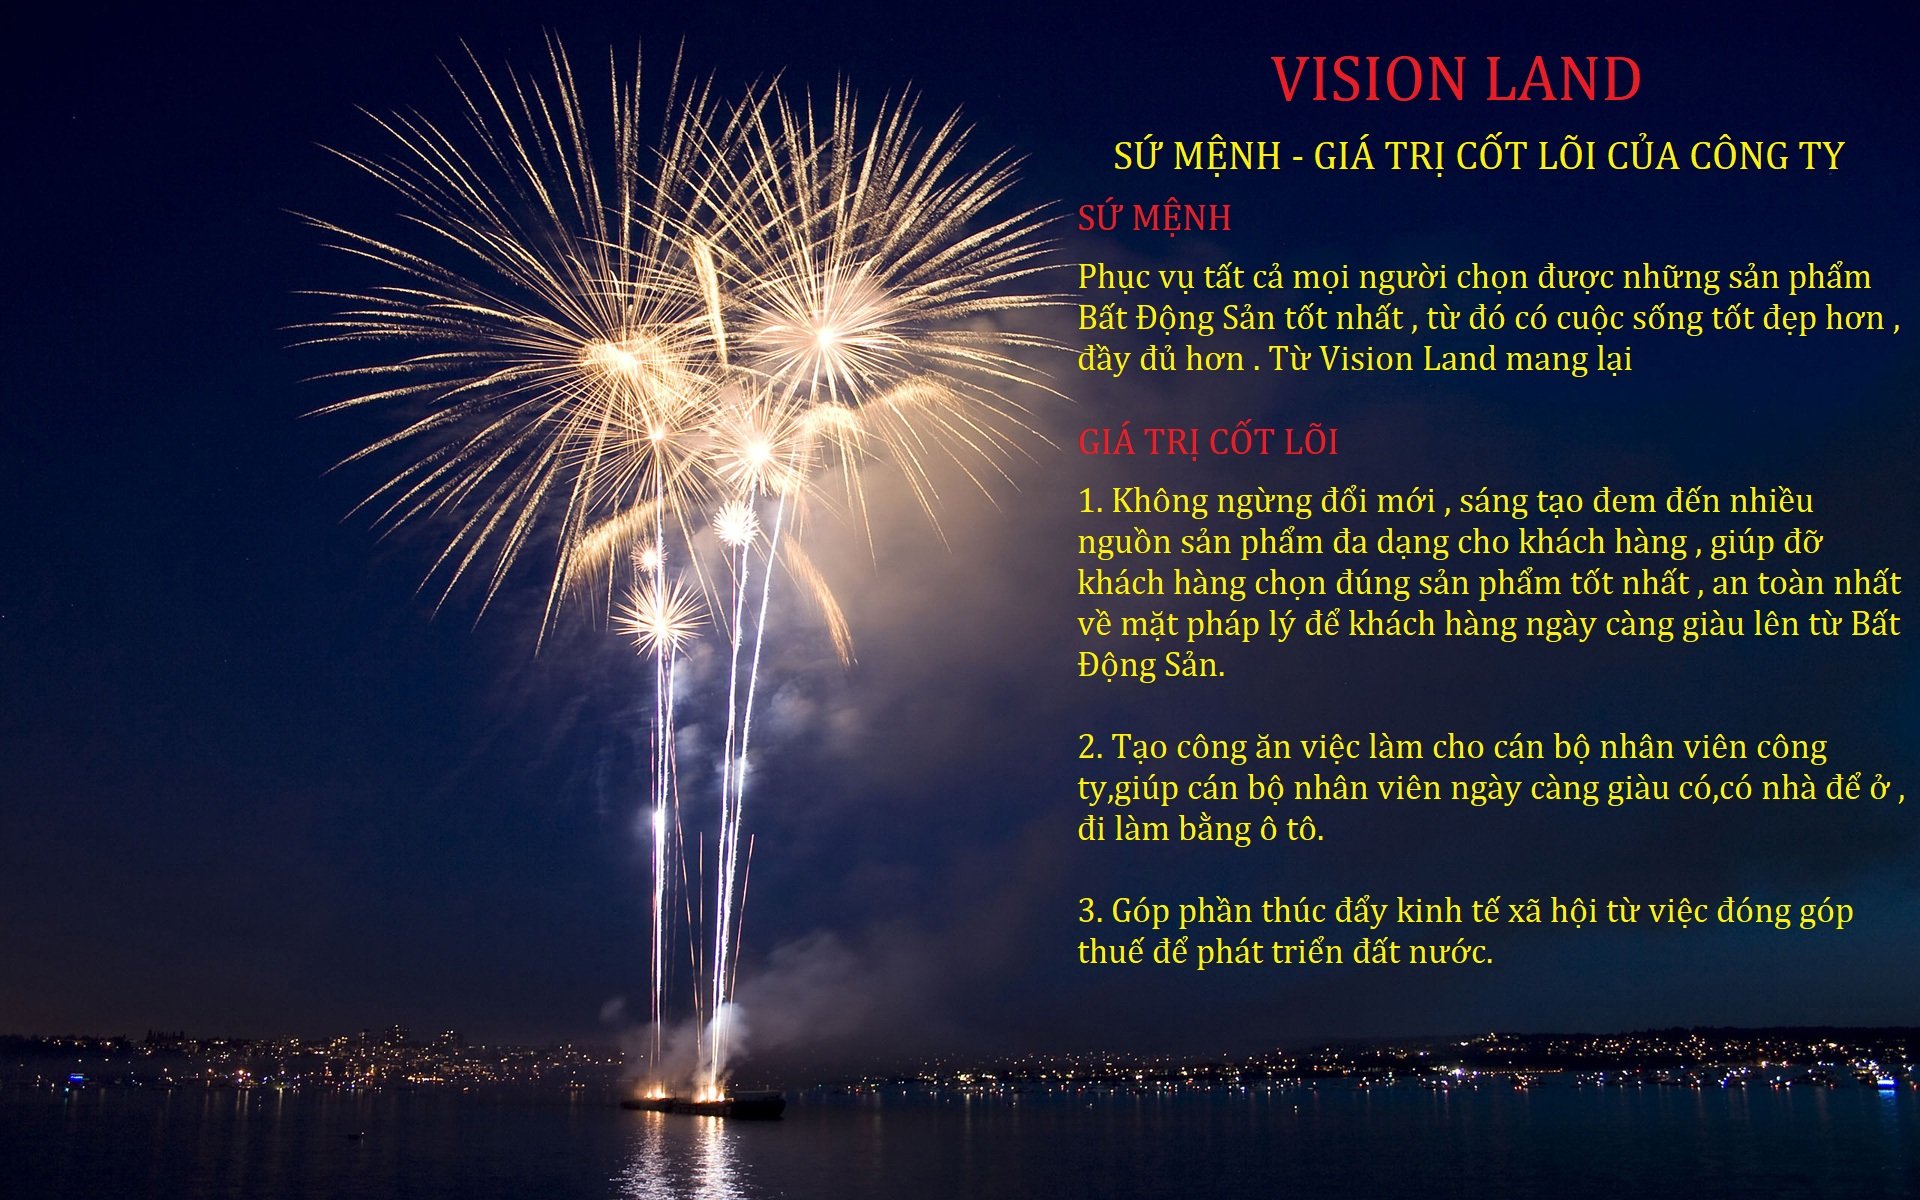 VISION LAND
SỨ MỆNH - GIÁ TRỊ CỐT LÕI CỦA CÔNG TY
SỨ MỆNH
Phục vụ tất cả mọi người chọn được những sản phẩm
Bất Động Sản tốt nhất , từ đó có cuộc sống tốt đẹp hơn ,
đầy đủ hơn . Từ Vision Land mang lại
GIÁ TRỊ CỐT LÕI
1. Không ngừng đổi mới , sáng tạo đem đến nhiều
nguồn sản phẩm đa dạng cho khách hàng , giúp đỡ
khách hàng chọn đúng sản phẩm tốt nhất , an toàn nhất
về mặt pháp lý để khách hàng ngày càng giàu lên từ Bất
Động Sản.
2. Tạo công ăn việc làm cho cán bộ nhân viên công
ty,giúp cán bộ nhân viên ngày càng giàu có,có nhà để ở ,
đi làm bằng ô tô.
3. Góp phần thúc đẩy kinh tế xã hội từ việc đóng góp
thuế để phát triển đất nước.